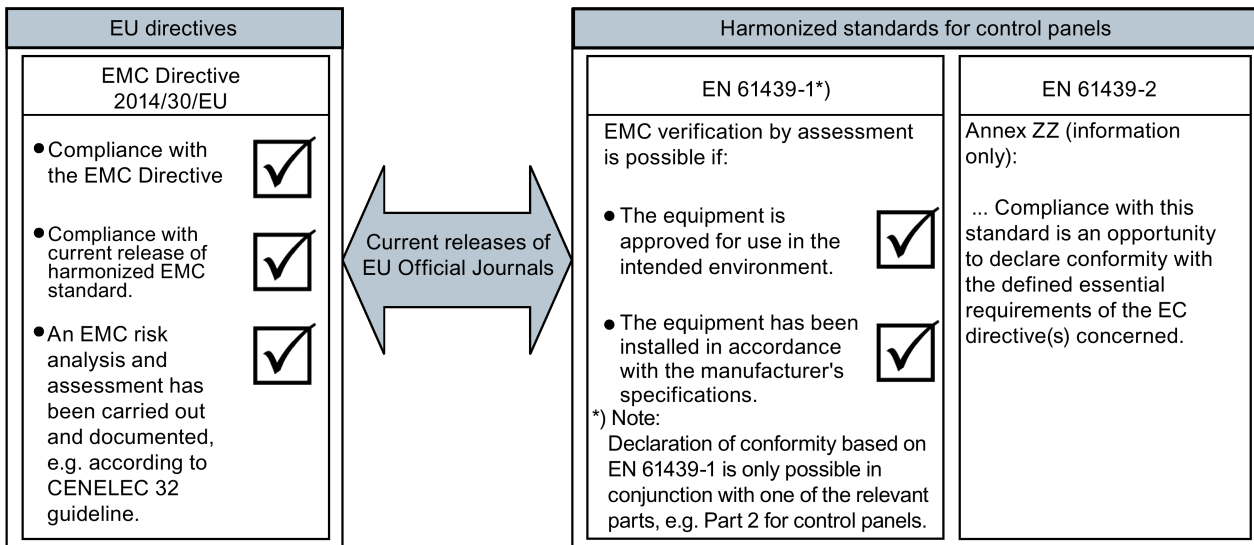 EU directives
EMC Directive
2014/30/EU
Compliance with
the EMC Directive
Compliance with
current release of
harmonized EMC
standard.
An EMC risk
analysis and
assessment has
been carried out
and documented,
e.g. according to
CENELEC 32
guideline.
Current releases of
EU Official Journals
Harmonized standards for control panels
EN 61439-1*)
EMC verification by assessment
is possible if:
The equipment is
approved for use in the
intended environment.
The equipment has been
installed in accordance
with the manufacturer's
specifications.
*) Note:
Declaration of conformity based on
EN 61439-1 is only possible in
conjunction with one of the relevant
parts, e.g. Part 2 for control panels.
EN 61439-2
Annex ZZ (information
only):
... Compliance with this
standard is an opportunity
to declare conformity with
the defined essential
requirements of the EC
directive(s) concerned.